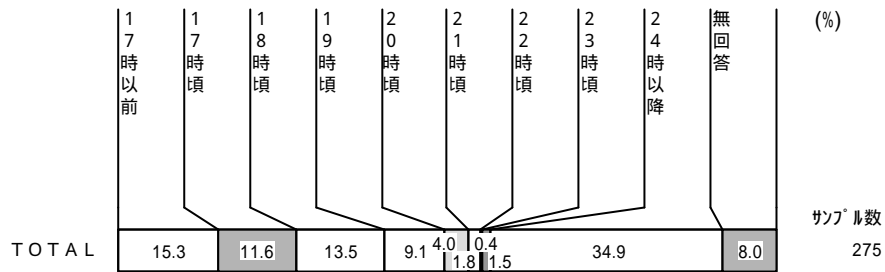 17時以前
17時頃
18時頃
19時頃
20時頃
21時頃
22時頃
23時頃
24時以降
無回答
(%)
サンプル数
TOTAL 15.3 11.6 13.5 9.1 4.0 1.8 0.4 1.5 34.9 8.0 275